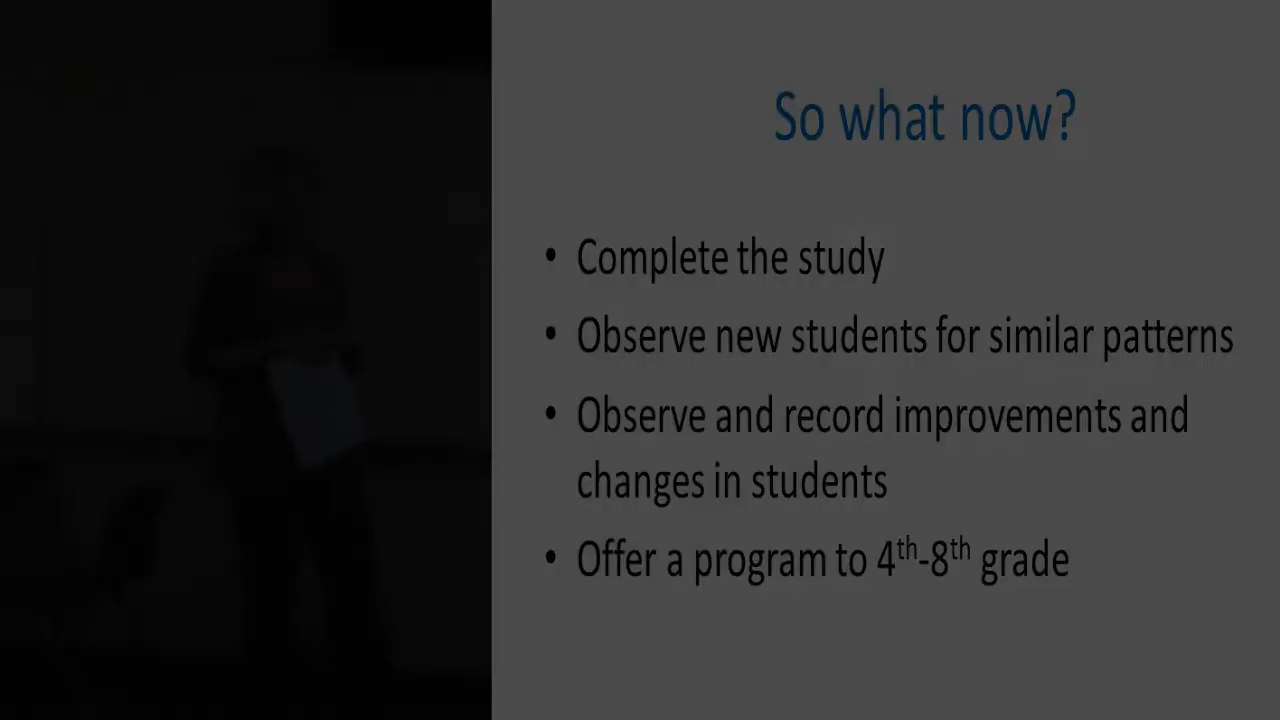 So what now?
• Complete the study
• Observe new students for similar patterns
• Observe and record improvements and
changes in students
• Offer a program to 4th-8th grade